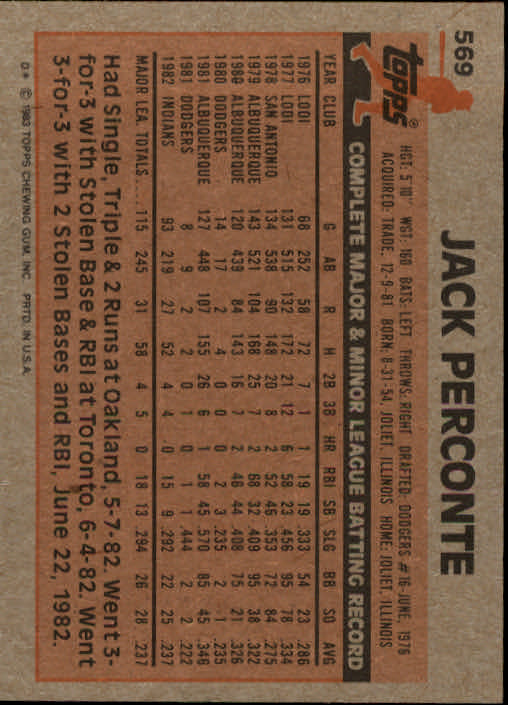 569
topps®
JACK PERCONTE
HGT: 5'10" WGT: 160 BATS: LEFT THROWS: RIGHT DRAFTED: DODGERS #16-JUNE, 1976
ACQUIRED: TRADE, 12-9-81 BORN: 8-31-54, JOLIET, ILLINOIS HOME: JOLIET, ILLINOIS
COMPLETE MAJOR & MINOR LEAGUE BATTING RECORD
YEAR CLUB G AB R H 2B 3B HR RBI SB SLG BB SO AVG
1976 LODI 68 252 58 72 7 1 1 19 19 .333 54 23 .286
1977 LODI 131 515 132 172 21 12 6 58 23 .456 95 78 .334
1978 SAN ANTONIO 134 538 90 148 20 8 2 52 46 .353 72 84 .275
1979 ALBUQUERQUE 143 521 104 168 25 7 2 68 32 .409 95 38 .322
1980 ALBUQUERQUE 120 439 84 143 16 7 2 46 44 .408 75 21 .326
1980 DODGERS 14 17 2 4 0 0 0 2 3 .235 2 1 .235
1981 ALBUQUERQUE 127 448 107 155 26 6 1 58 45 .570 85 45 .346
1981 DODGERS 8 9 2 2 0 1 0 1 1 .444 2 2 .222
1982 INDIANS 93 219 27 52 4 4 0 15 9 .292 22 25 .237
MAJOR LEA. TOTALS..... 115 245 31 58 4 5 0 18 13 .294 26 28 .237
Had Single, Triple & 2 Runs at Oakland, 5-7-82. Went 3-
for-3 with Stolen Base & RBI at Toronto, 6-4-82. Went
3-for-3 with 2 Stolen Bases and RBI, June 22, 1982.
D* © 1983 TOPPS CHEWING GUM, INC. PRTD. IN U.S.A.